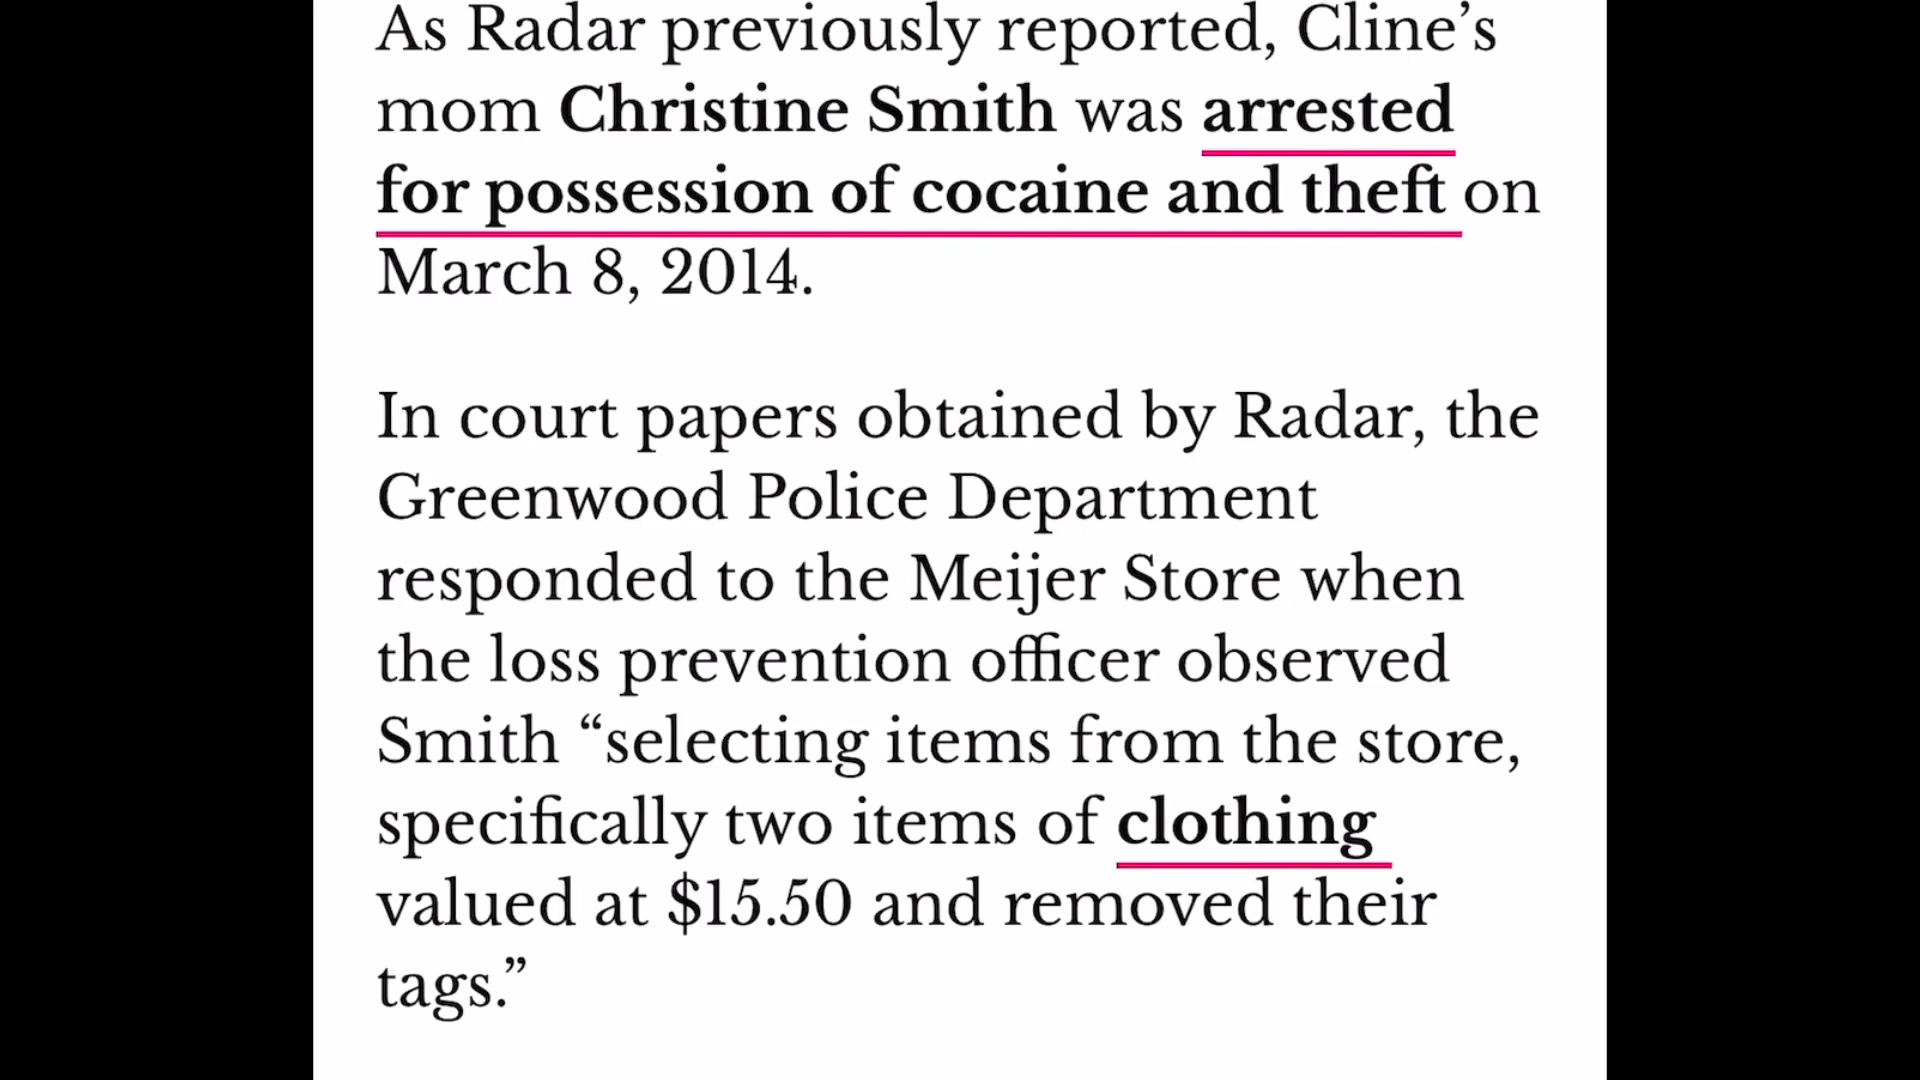 As Radar previously reported, Cline’s
mom Christine Smith was arrested
for possession of cocaine and theft on
March 8, 2014.
In court papers obtained by Radar, the
Greenwood Police Department
responded to the Meijer Store when
the loss prevention officer observed
Smith “selecting items from the store,
specifically two items of clothing
valued at $15.50 and removed their
tags.”